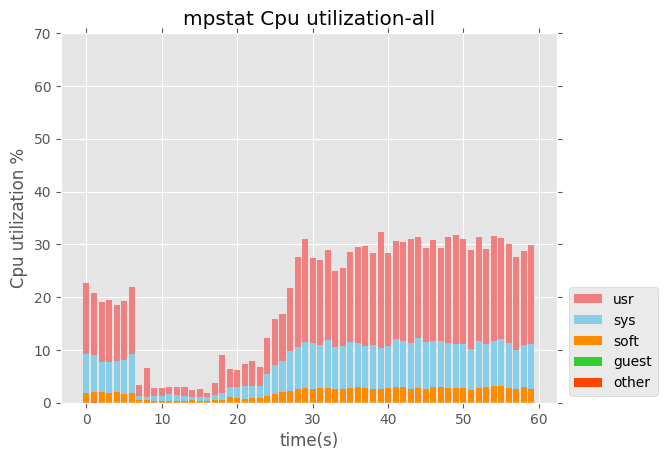 mpstat Cpu utilization-all
70
60
50
40
30
20
10
0
Cpu utilization %
0 10 20 30 40 50 60
time(s)
usr
sys
soft
guest
other